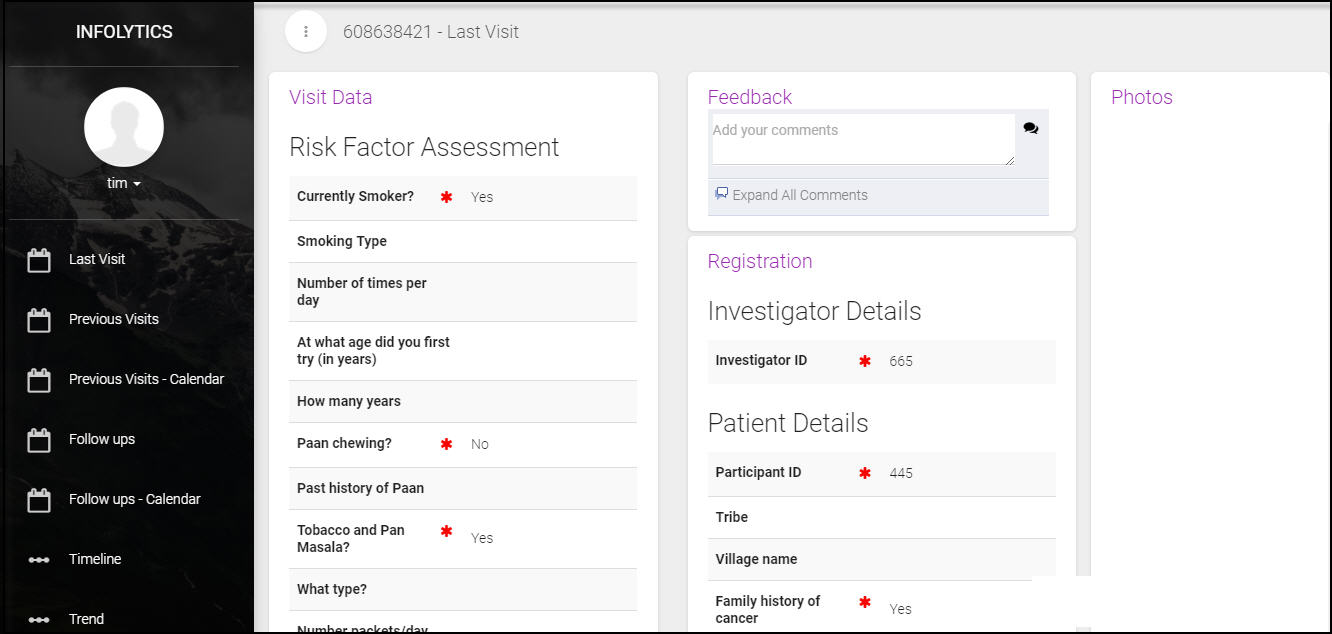 INFOLYTICS
tim
Last Visit
Previous Visits
Previous Visits - Calendar
Follow ups
Follow ups - Calendar
Timeline
Trend
608638421 - Last Visit
Visit Data
Risk Factor Assessment
Currently Smoker? * Yes
Smoking Type
Number of times per
day
At what age did you first
try (in years)
How many years
Paan chewing? * No
Past history of Paan
Tobacco and Pan
Masala? * Yes
What type?
Number packets/day
Feedback
Add your comments
Expand All Comments
Registration
Investigator Details
Investigator ID * 665
Patient Details
Participant ID * 445
Tribe
Village name
Family history of
cancer * Yes
Photos